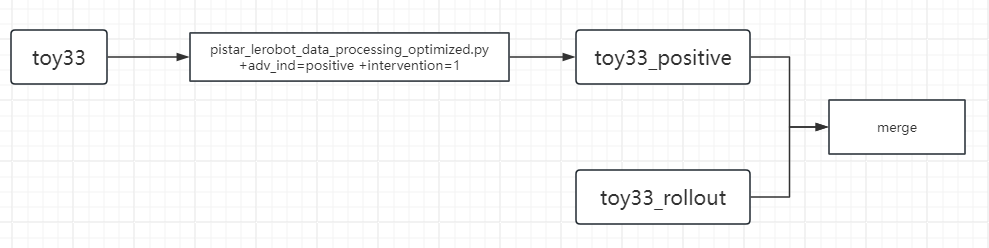 toy33
pistar_lerobot_data_processing_optimized.py
+adv_ind=positive +intervention=1
toy33_positive
merge
toy33_rollout